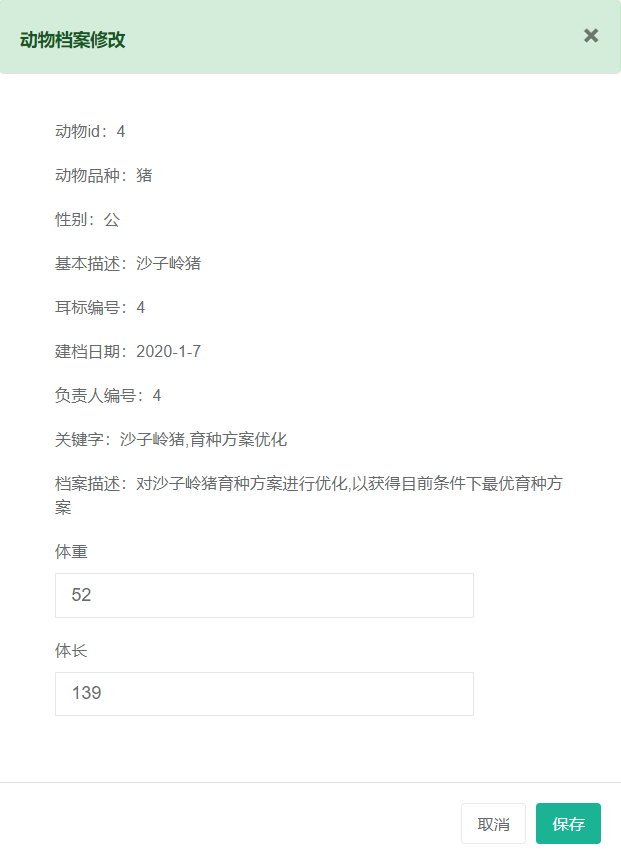 动物档案修改
×
动物id：4
动物品种：猪
性别：公
基本描述：沙子岭猪
耳标编号：4
建档日期：2020-1-7
负责人编号：4
关键字：沙子岭猪,育种方案优化
档案描述：对沙子岭猪育种方案进行优化,以获得目前条件下最优育种方
案
体重
52
体长
139
取消 保存